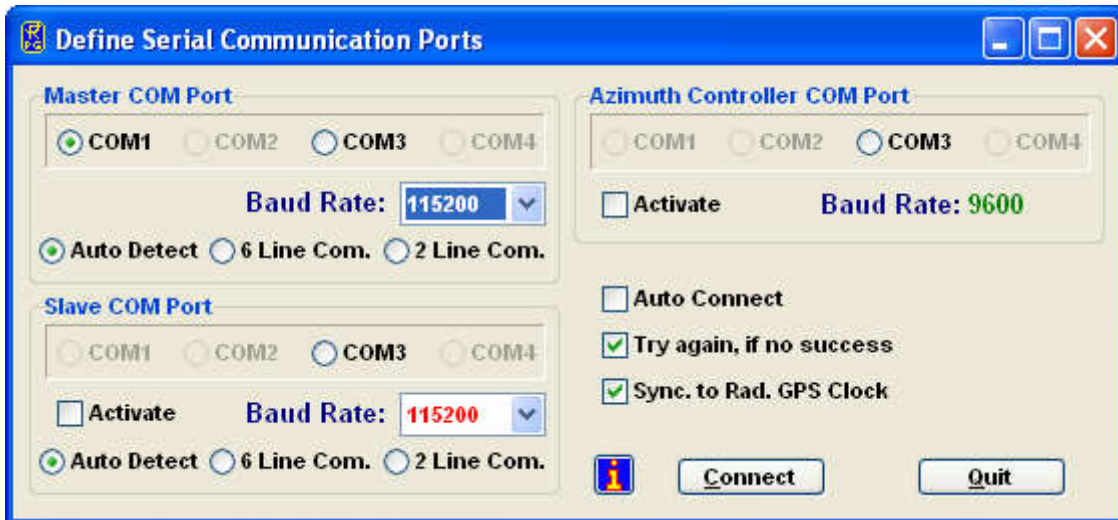 Define Serial Communication Ports
Master COM Port
COM1 COM2 COM3 COM4
Baud Rate: 115200
Auto Detect 6 Line Com. 2 Line Com.
Slave COM Port
COM1 COM2 COM3 COM4
Activate Baud Rate: 115200
Auto Detect 6 Line Com. 2 Line Com.
Azimuth Controller COM Port
COM1 COM2 COM3 COM4
Activate Baud Rate: 9600
Auto Connect
Try again, if no success
Sync. to Rad. GPS Clock
i Connect Quit